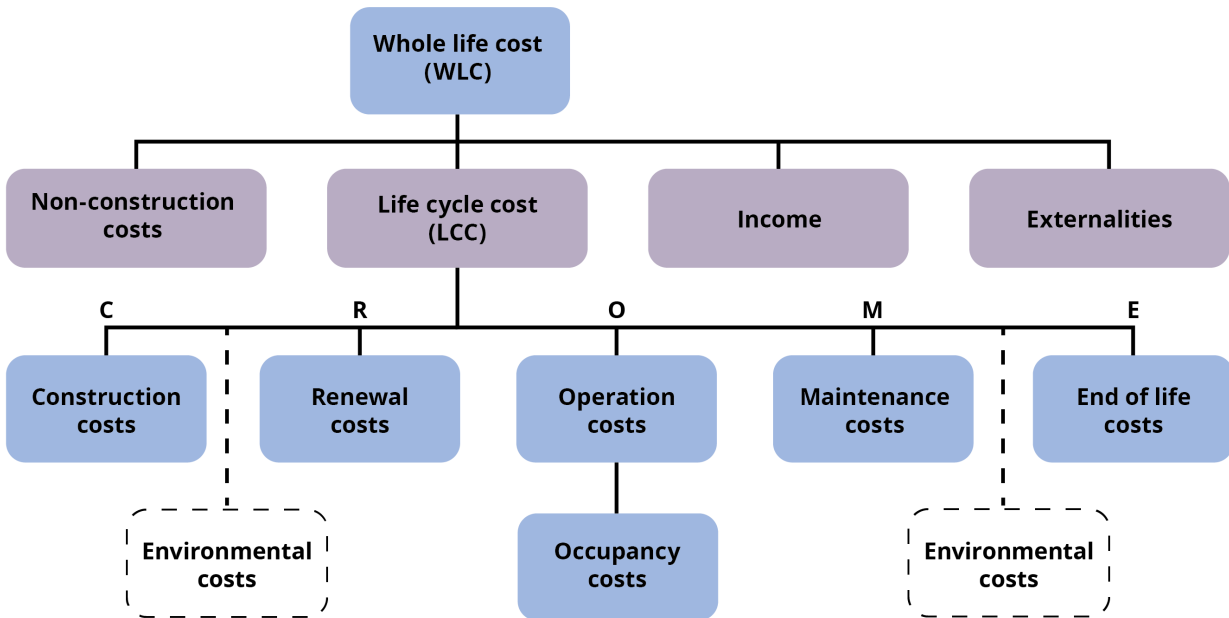 Whole life cost
(WLC)
Non-construction
costs
Life cycle cost
(LCC)
Income
Externalities
C
R
O
M
E
Construction
costs
Renewal
costs
Operation
costs
Maintenance
costs
End of life
costs
Environmental
costs
Occupancy
costs
Environmental
costs